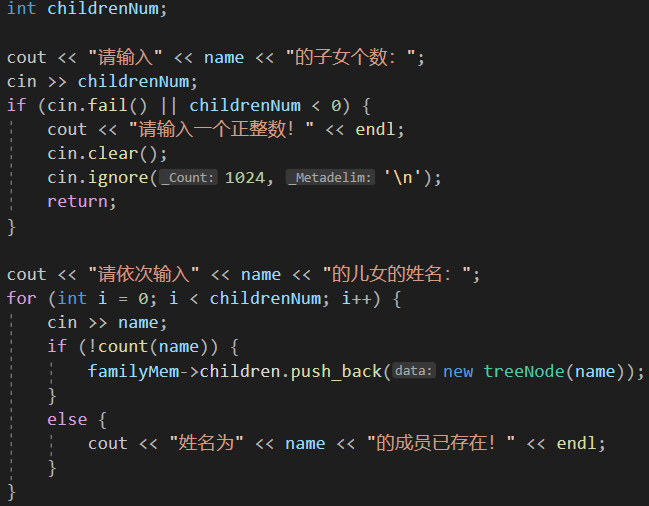 int childrenNum;
cout << "请输入" << name << "的子女个数：";
cin >> childrenNum;
if (cin.fail() || childrenNum < 0) {
cout << "请输入一个正整数！" << endl;
cin.clear();
cin.ignore(_Count: 1024, _Metadelim: '\n');
return;
}
cout << "请依次输入" << name << "的儿女的姓名：";
for (int i = 0; i < childrenNum; i++) {
cin >> name;
if (!count(name)) {
familyMem->children.push_back(data: new treeNode(name));
}
else {
cout << "姓名为" << name << "的成员已存在！" << endl;
}
}